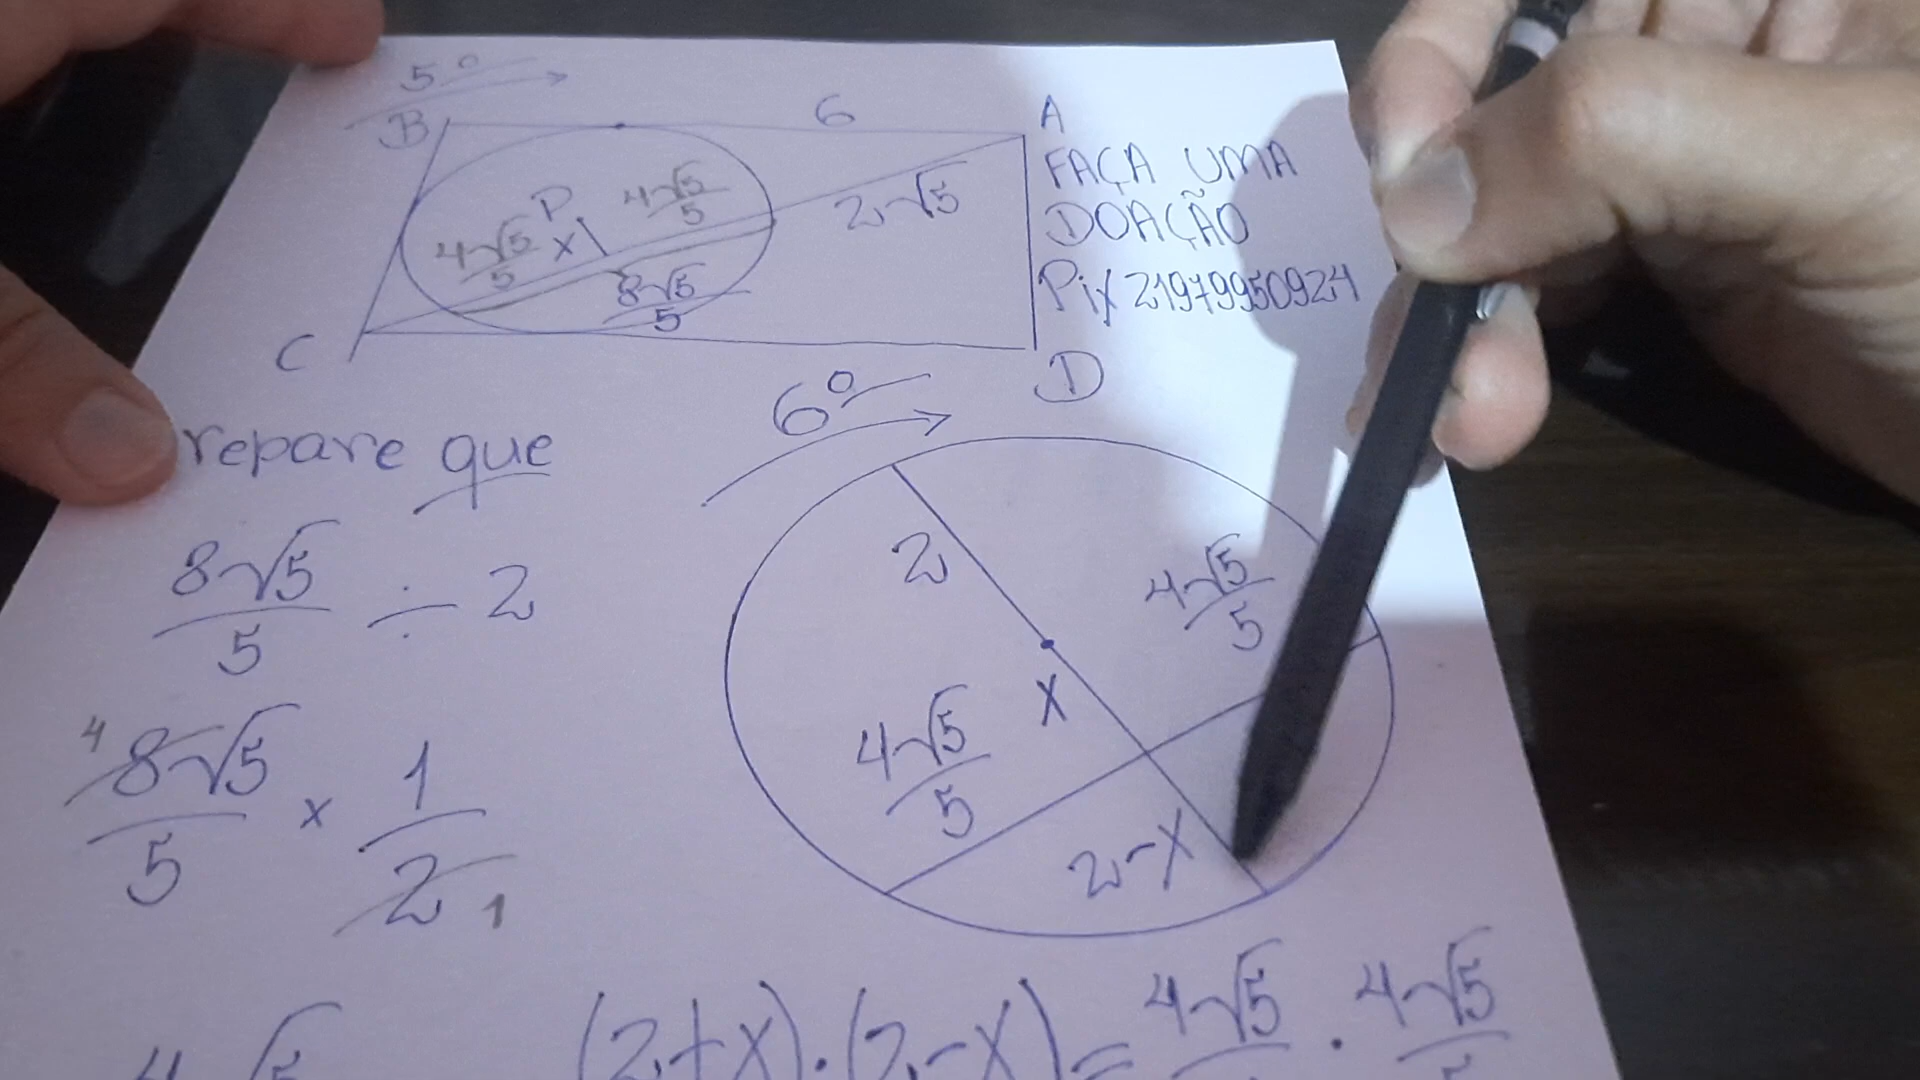 5º
B
6
A
FAÇA UMA
DOAÇÃO
Pix 21979950924
P
4√5/5
4√5/5
x
2√5
8√5/5
C
D
repare que
6º
8√5/5 ÷ 2
2
4√5/5
x
4√5/5
2-x
4
8√5/5 x 1/2
1
(2+x).(2-x)=4√5 . 4√5
4√5